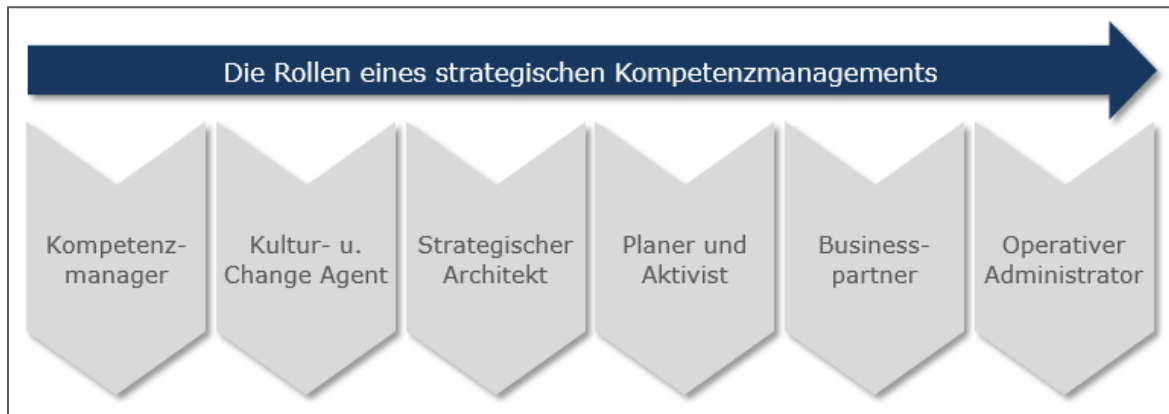 Die Rollen eines strategischen Kompetenzmanagements
Kompetenz-
manager
Kultur- u.
Change Agent
Strategischer
Architekt
Planer und
Aktivist
Business-
partner
Operativer
Administrator